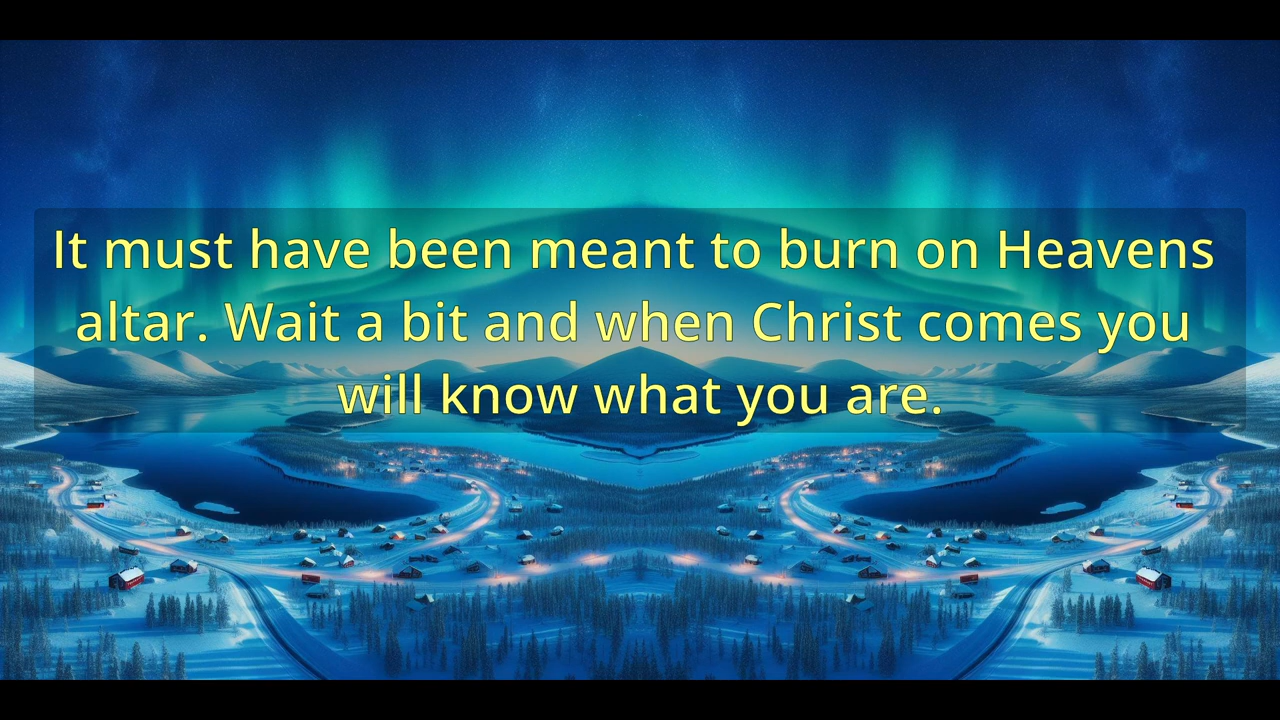 It must have been meant to burn on Heavens
altar. Wait a bit and when Christ comes you
will know what you are.